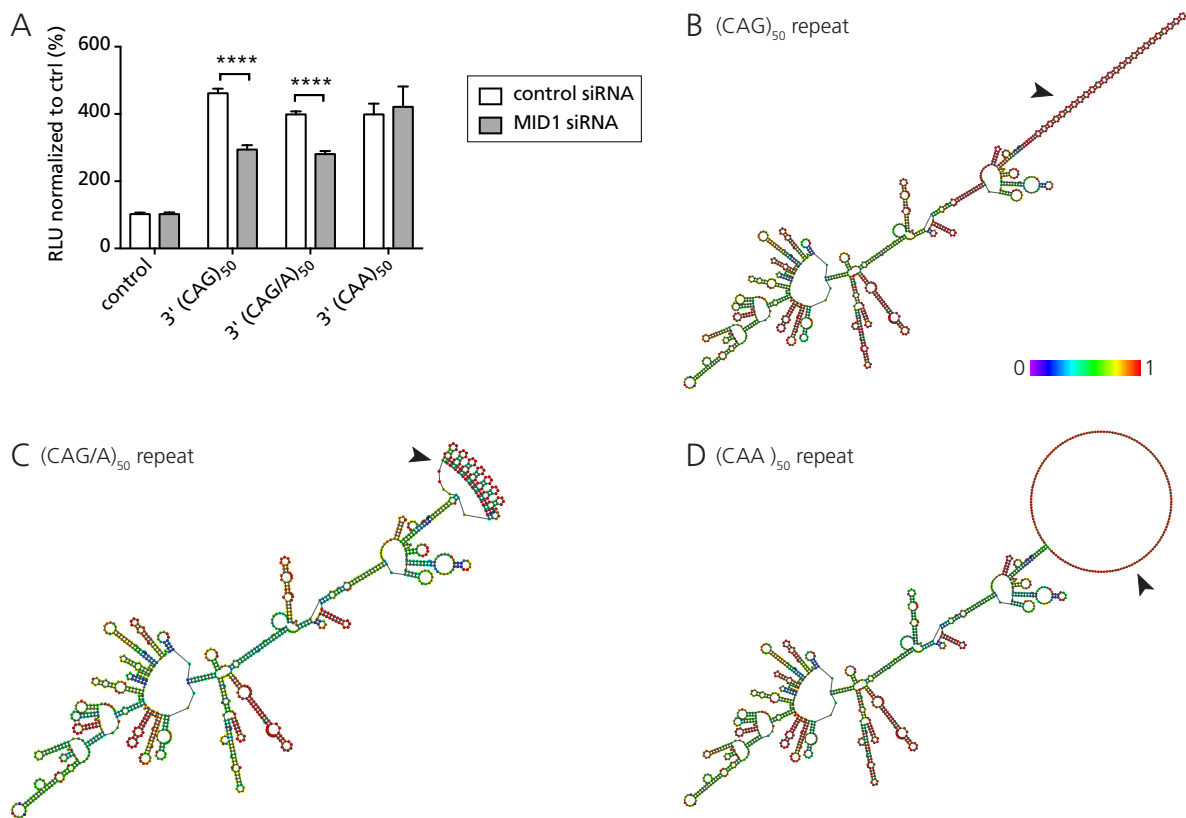 A
RLU normalized to ctrl (%)
600
400
200
0
****
****
control
3' (CAG)50
3' (CAG/A)50
3' (CAA)50
control siRNA
MID1 siRNA
B (CAG)50 repeat
0 1
C (CAG/A)50 repeat
D (CAA )50 repeat